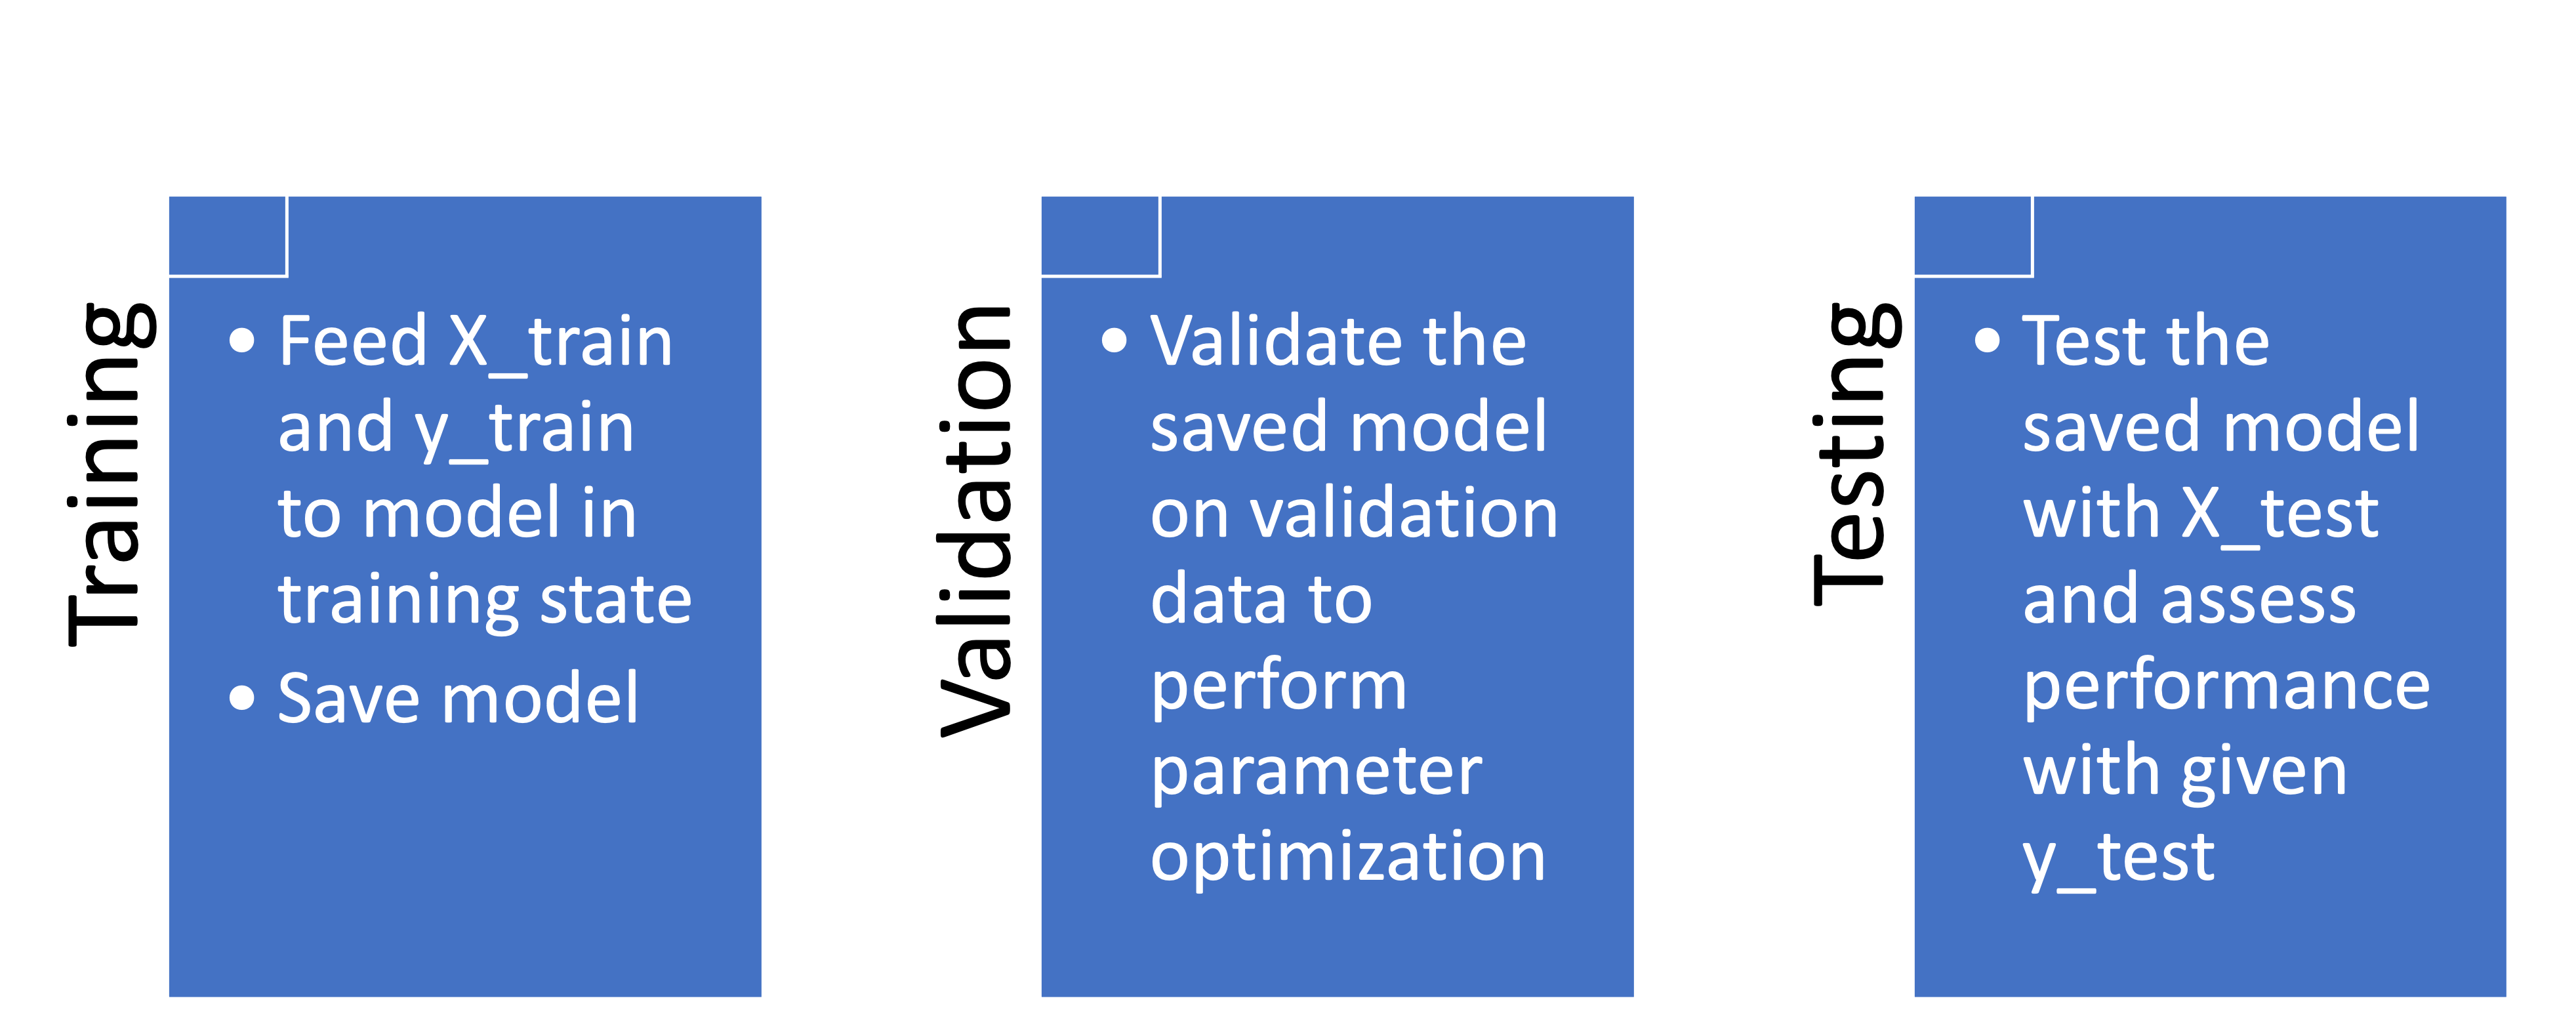 Training
• Feed X_train
and y_train
to model in
training state
• Save model
Validation
• Validate the
saved model
on validation
data to
perform
parameter
optimization
Testing
• Test the
saved model
with X_test
and assess
performance
with given
y_test